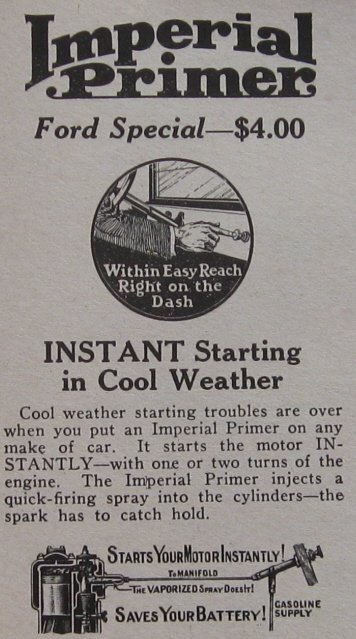 Imperial
Primer
Ford Special—$4.00
Within Easy Reach
Right on the
Dash
INSTANT Starting
in Cool Weather
Cool weather starting troubles are over
when you put an Imperial Primer on any
make of car. It starts the motor IN-
STANTLY—with one or two turns of the
engine. The Imperial Primer injects a
quick-firing spray into the cylinders—the
spark has to catch hold.
STARTS YOUR MOTOR INSTANTLY!
TO MANIFOLD
THE VAPORIZED SPRAY DOES IT!
SAVES YOUR BATTERY!
GASOLINE
SUPPLY